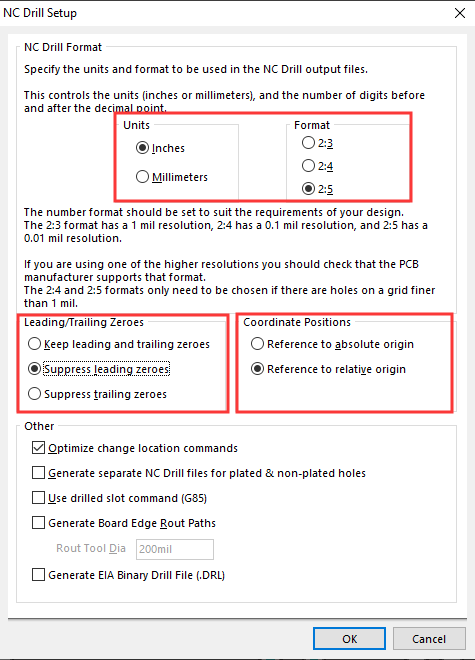 NC Drill Setup
NC Drill Format
Specify the units and format to be used in the NC Drill output files.
This controls the units (inches or millimeters), and the number of digits before
and after the decimal point.
Units
Format
Inches
2:3
2:4
Millimeters
2:5
The number format should be set to suit the requirements of your design.
The 2:3 format has a 1 mil resolution, 2:4 has a 0.1 mil resolution, and 2:5 has a
0.01 mil resolution.
If you are using one of the higher resolutions you should check that the PCB
manufacturer supports that format.
The 2:4 and 2:5 formats only need to be chosen if there are holes on a grid finer
than 1 mil.
Leading/Trailing Zeroes
Keep leading and trailing zeroes
Suppress leading zeroes
Suppress trailing zeroes
Coordinate Positions
Reference to absolute origin
Reference to relative origin
Other
Optimize change location commands
Generate separate NC Drill files for plated & non-plated holes
Use drilled slot command (G85)
Generate Board Edge Rout Paths
Rout Tool Dia 200mil
Generate EIA Binary Drill File (.DRL)
OK Cancel